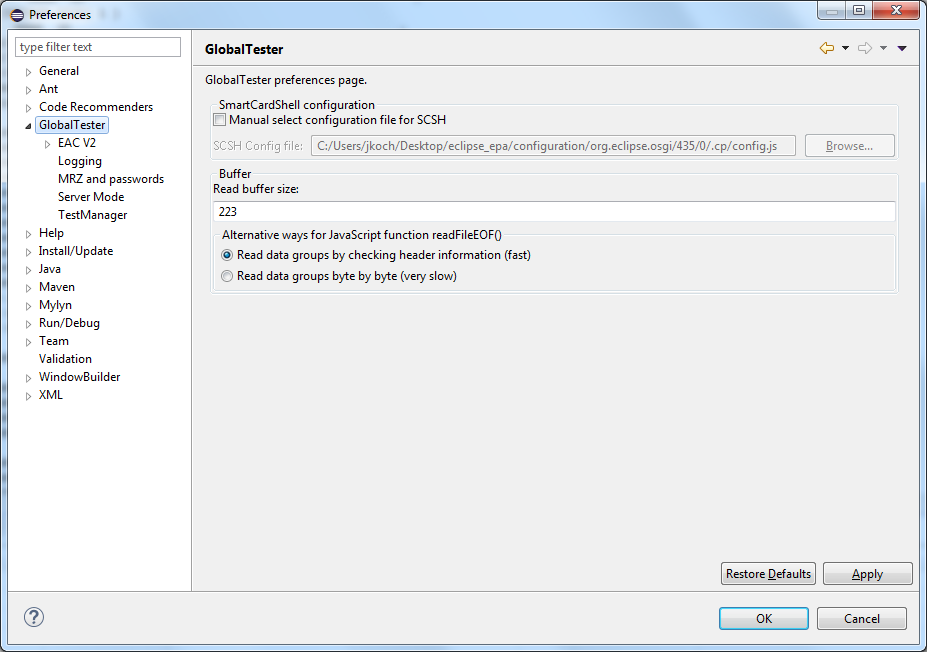 Preferences
type filter text
General
Ant
Code Recommenders
GlobalTester
EAC V2
Logging
MRZ and passwords
Server Mode
TestManager
Help
Install/Update
Java
Maven
Mylyn
Run/Debug
Team
Validation
WindowBuilder
XML
GlobalTester
GlobalTester preferences page.
SmartCardShell configuration
Manual select configuration file for SCSH
SCSH Config file: C:/Users/jkoch/Desktop/eclipse_epa/configuration/org.eclipse.osgi/435/0/.cp/config.js Browse...
Buffer
Read buffer size:
223
Alternative ways for JavaScript function readFileEOF()
Read data groups by checking header information (fast)
Read data groups byte by byte (very slow)
Restore Defaults Apply
? OK Cancel